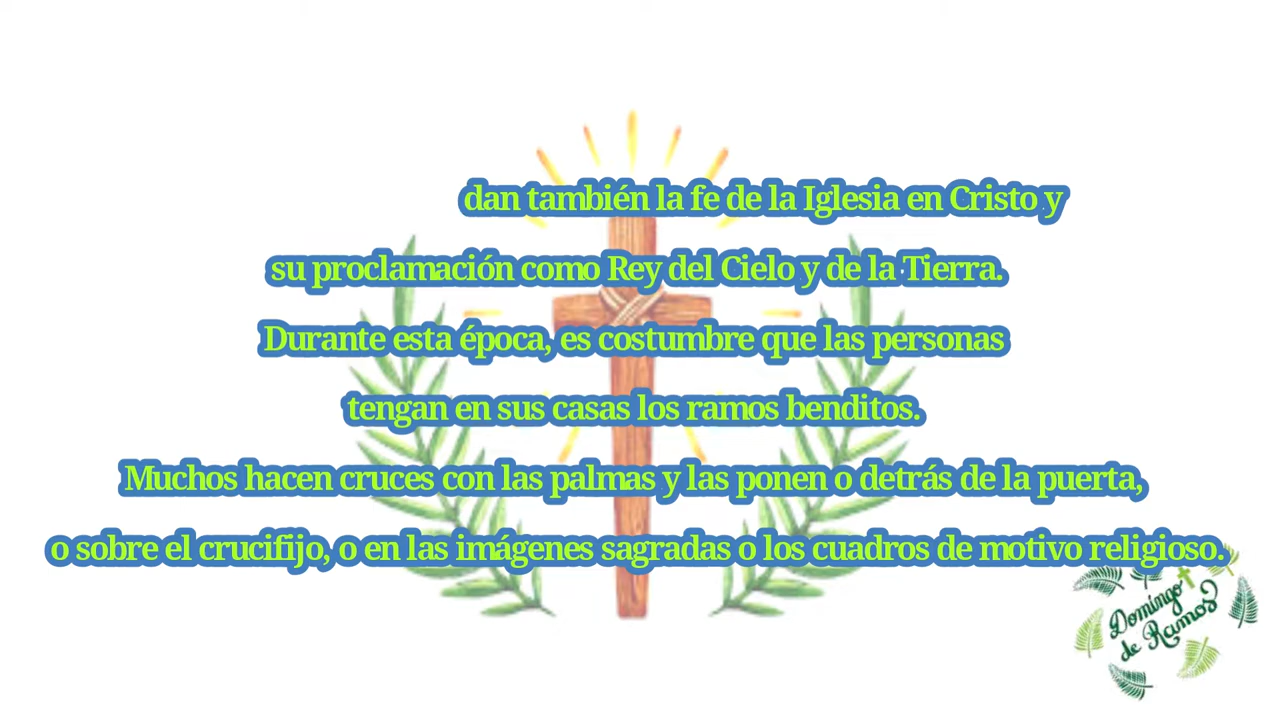 dan también la fe de la Iglesia en Cristo y
su proclamación como Rey del Cielo y de la Tierra.
Durante esta época, es costumbre que las personas
tengan en sus casas los ramos benditos.
Muchos hacen cruces con las palmas y las ponen o detrás de la puerta,
o sobre el crucifijo, o en las imágenes sagradas o los cuadros de motivo religioso.
Domingo
de Ramos